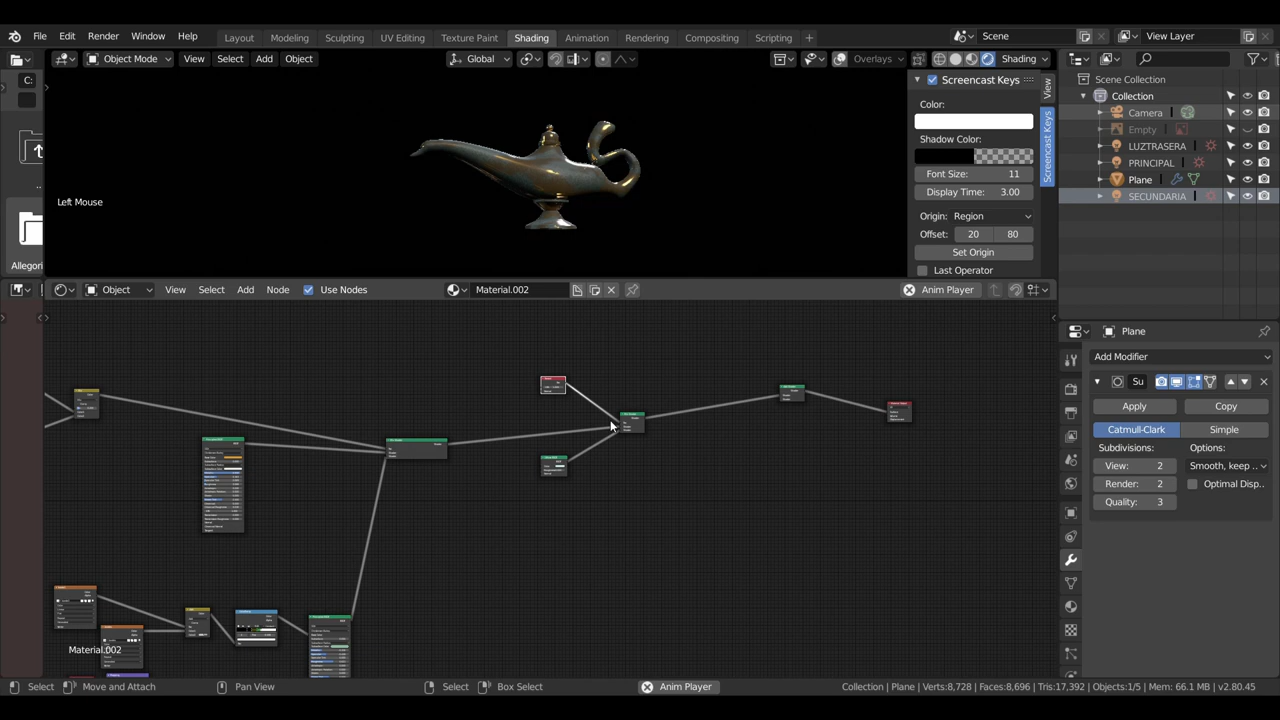 File Edit Render Window Help Layout Modeling Sculpting UV Editing Texture Paint Shading Animation Rendering Compositing Scripting + Scene View Layer
Object Mode View Select Add Object Global Overlays Shading
C:
..
Allegori
Left Mouse
Screencast Keys
Color:
Shadow Color:
Font Size: 11
Display Time: 3.00
Origin: Region
Offset: 20 80
Set Origin
Last Operator
View
Screencast Keys
Scene Collection
Collection
Camera
Empty
LUZTRASERA
PRINCIPAL
Plane
SECUNDARIA
Object View Select Add Node Use Nodes Material.002 Anim Player
Plane
Add Modifier
Su
Apply Copy
Catmull-Clark Simple
Subdivisions: Options:
View: 2 Smooth, keep ..
Render: 2 Optimal Disp..
Quality: 3
Material.002
Select Move and Attach Pan View Select Box Select Anim Player Collection | Plane | Verts:8,728 | Faces:8,696 | Tris:17,392 | Objects:1/5 | Mem: 66.1 MB | v2.80.45